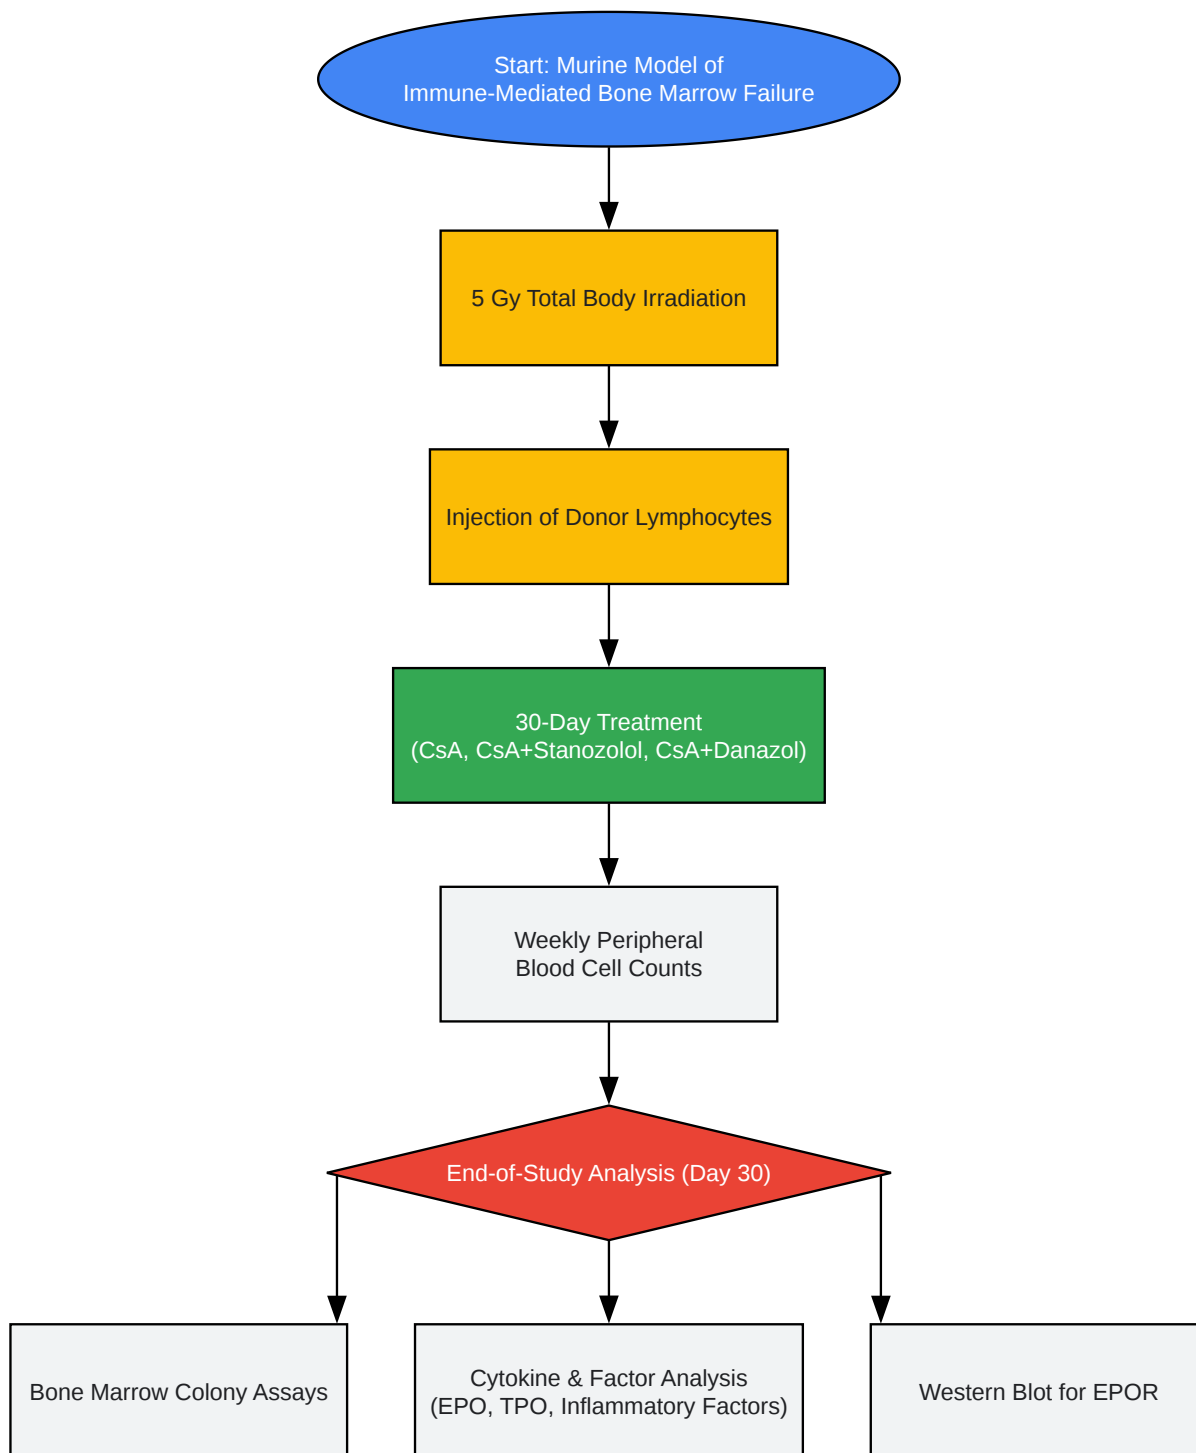 Start: Murine Model of
Immune-Mediated Bone Marrow Failure
5 Gy Total Body Irradiation
Injection of Donor Lymphocytes
30-Day Treatment
(CsA, CsA+Stanozolol, CsA+Danazol)
Weekly Peripheral
Blood Cell Counts
End-of-Study Analysis (Day 30)
Bone Marrow Colony Assays
Cytokine & Factor Analysis
(EPO, TPO, Inflammatory Factors)
Western Blot for EPOR